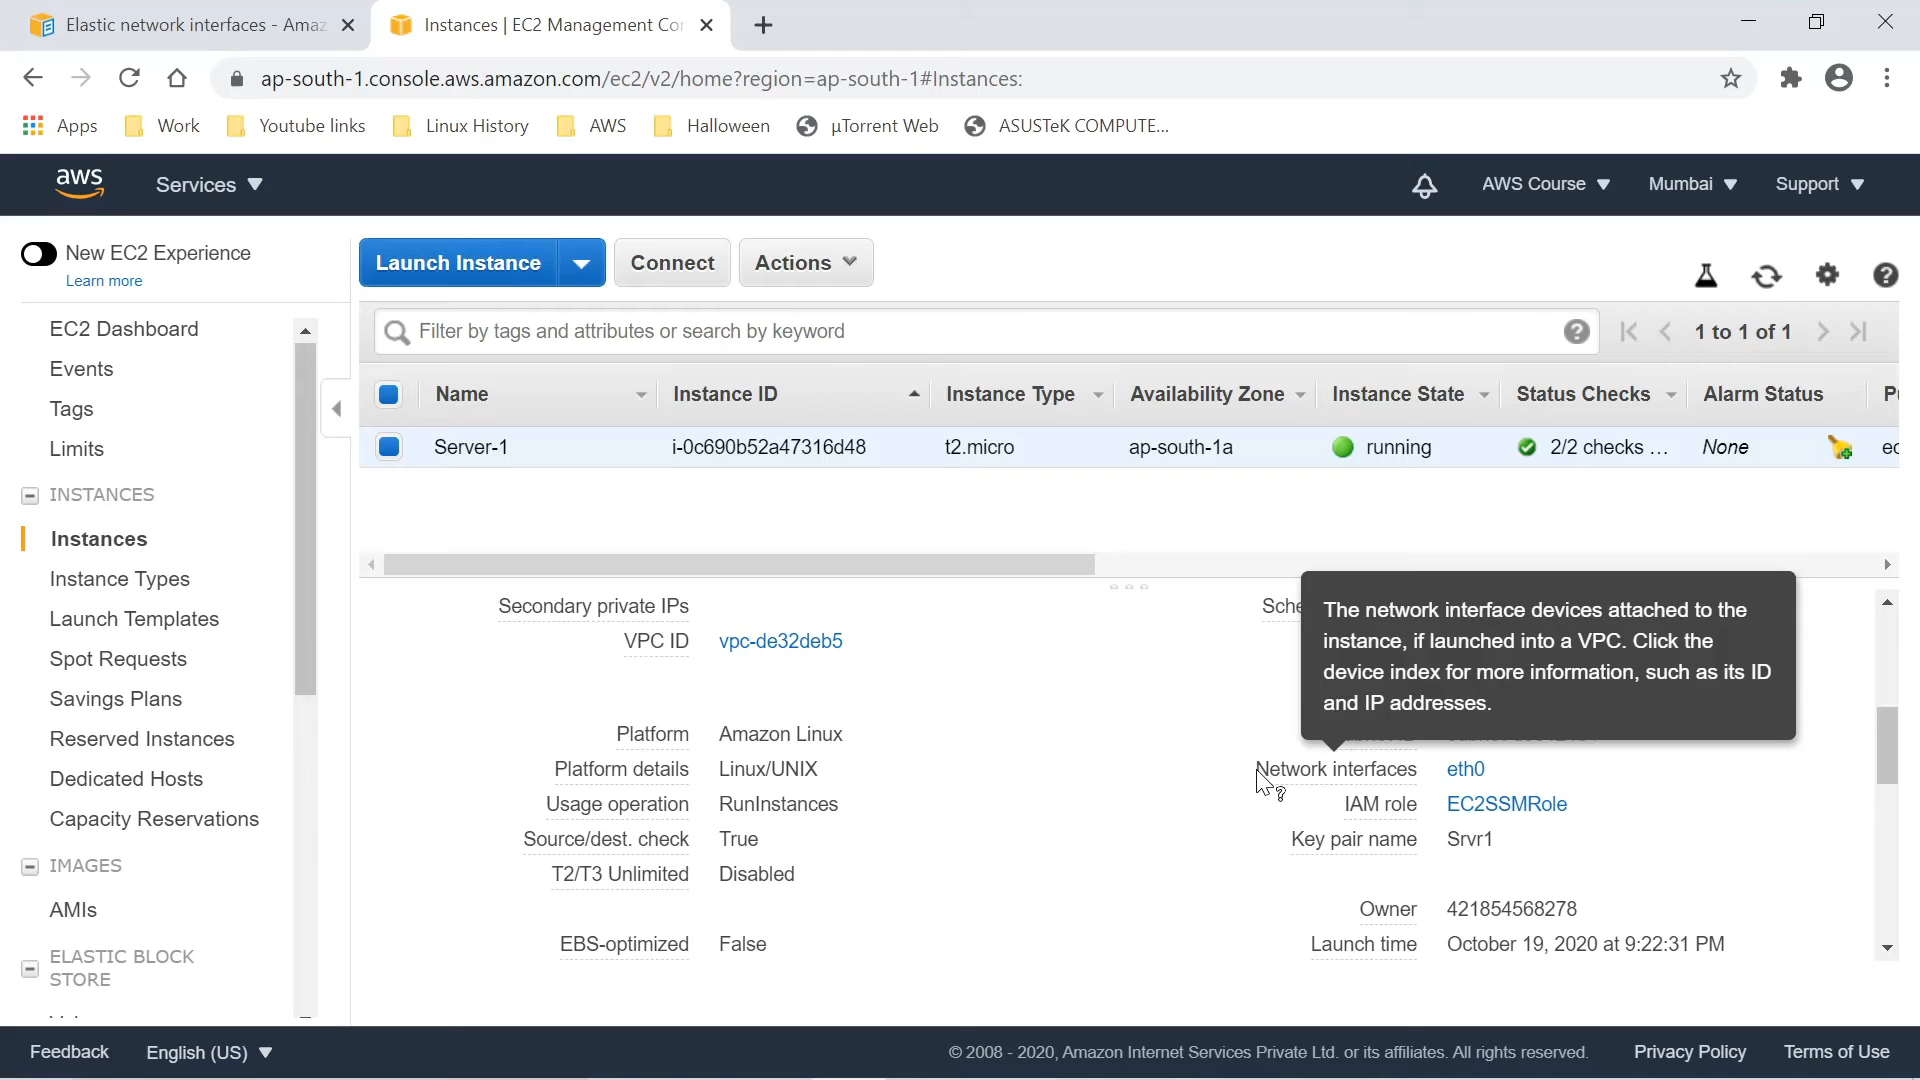 Elastic network interfaces - Amaz
Instances | EC2 Management Cor
ap-south-1.console.aws.amazon.com/ec2/v2/home?region=ap-south-1#Instances:
Apps Work Youtube links Linux History AWS Halloween µTorrent Web ASUSTeK COMPUTE...
aws Services AWS Course Mumbai Support
New EC2 Experience
Learn more
Launch Instance Connect Actions
EC2 Dashboard
Events
Tags
Limits
INSTANCES
Instances
Instance Types
Launch Templates
Spot Requests
Savings Plans
Reserved Instances
Dedicated Hosts
Capacity Reservations
IMAGES
AMIs
ELASTIC BLOCK
STORE
Filter by tags and attributes or search by keyword 1 to 1 of 1
Name Instance ID Instance Type Availability Zone Instance State Status Checks Alarm Status
Server-1 i-0c690b52a47316d48 t2.micro ap-south-1a running 2/2 checks ... None ec
Secondary private IPs
VPC ID vpc-de32deb5
Platform Amazon Linux
Platform details Linux/UNIX
Usage operation RunInstances
Source/dest. check True
T2/T3 Unlimited Disabled
EBS-optimized False
Sche
The network interface devices attached to the
instance, if launched into a VPC. Click the
device index for more information, such as its ID
and IP addresses.
Network interfaces eth0
IAM role EC2SSMRole
Key pair name Srvr1
Owner 421854568278
Launch time October 19, 2020 at 9:22:31 PM
Feedback English (US) © 2008 - 2020, Amazon Internet Services Private Ltd. or its affiliates. All rights reserved. Privacy Policy Terms of Use